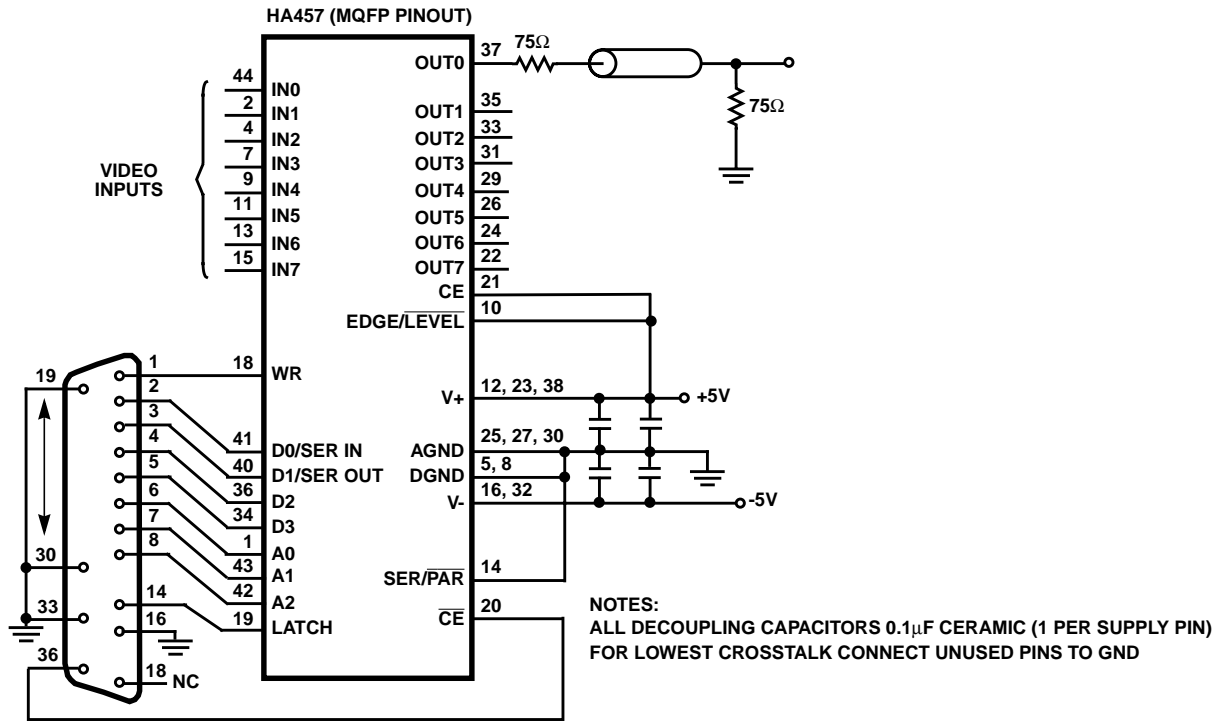 HA457 (MQFP PINOUT)
37
75Ω
OUT0
75Ω
VIDEO
INPUTS
44
IN0
2
IN1
4
IN2
7
IN3
9
IN4
11
IN5
13
IN6
15
IN7
35
OUT1
33
OUT2
31
OUT3
29
OUT4
26
OUT5
24
OUT6
22
OUT7
21
CE
10
EDGE/LEVEL
12, 23, 38
V+
+5V
25, 27, 30
AGND
5, 8
DGND
16, 32
V-
-5V
14
SER/PAR
20
CE
19
30
33
36
1
2
3
4
5
6
7
8
14
16
18 NC
18
WR
41
D0/SER IN
40
D1/SER OUT
36
D2
34
D3
1
A0
43
A1
42
A2
19
LATCH
NOTES:
ALL DECOUPLING CAPACITORS 0.1μF CERAMIC (1 PER SUPPLY PIN)
FOR LOWEST CROSSTALK CONNECT UNUSED PINS TO GND